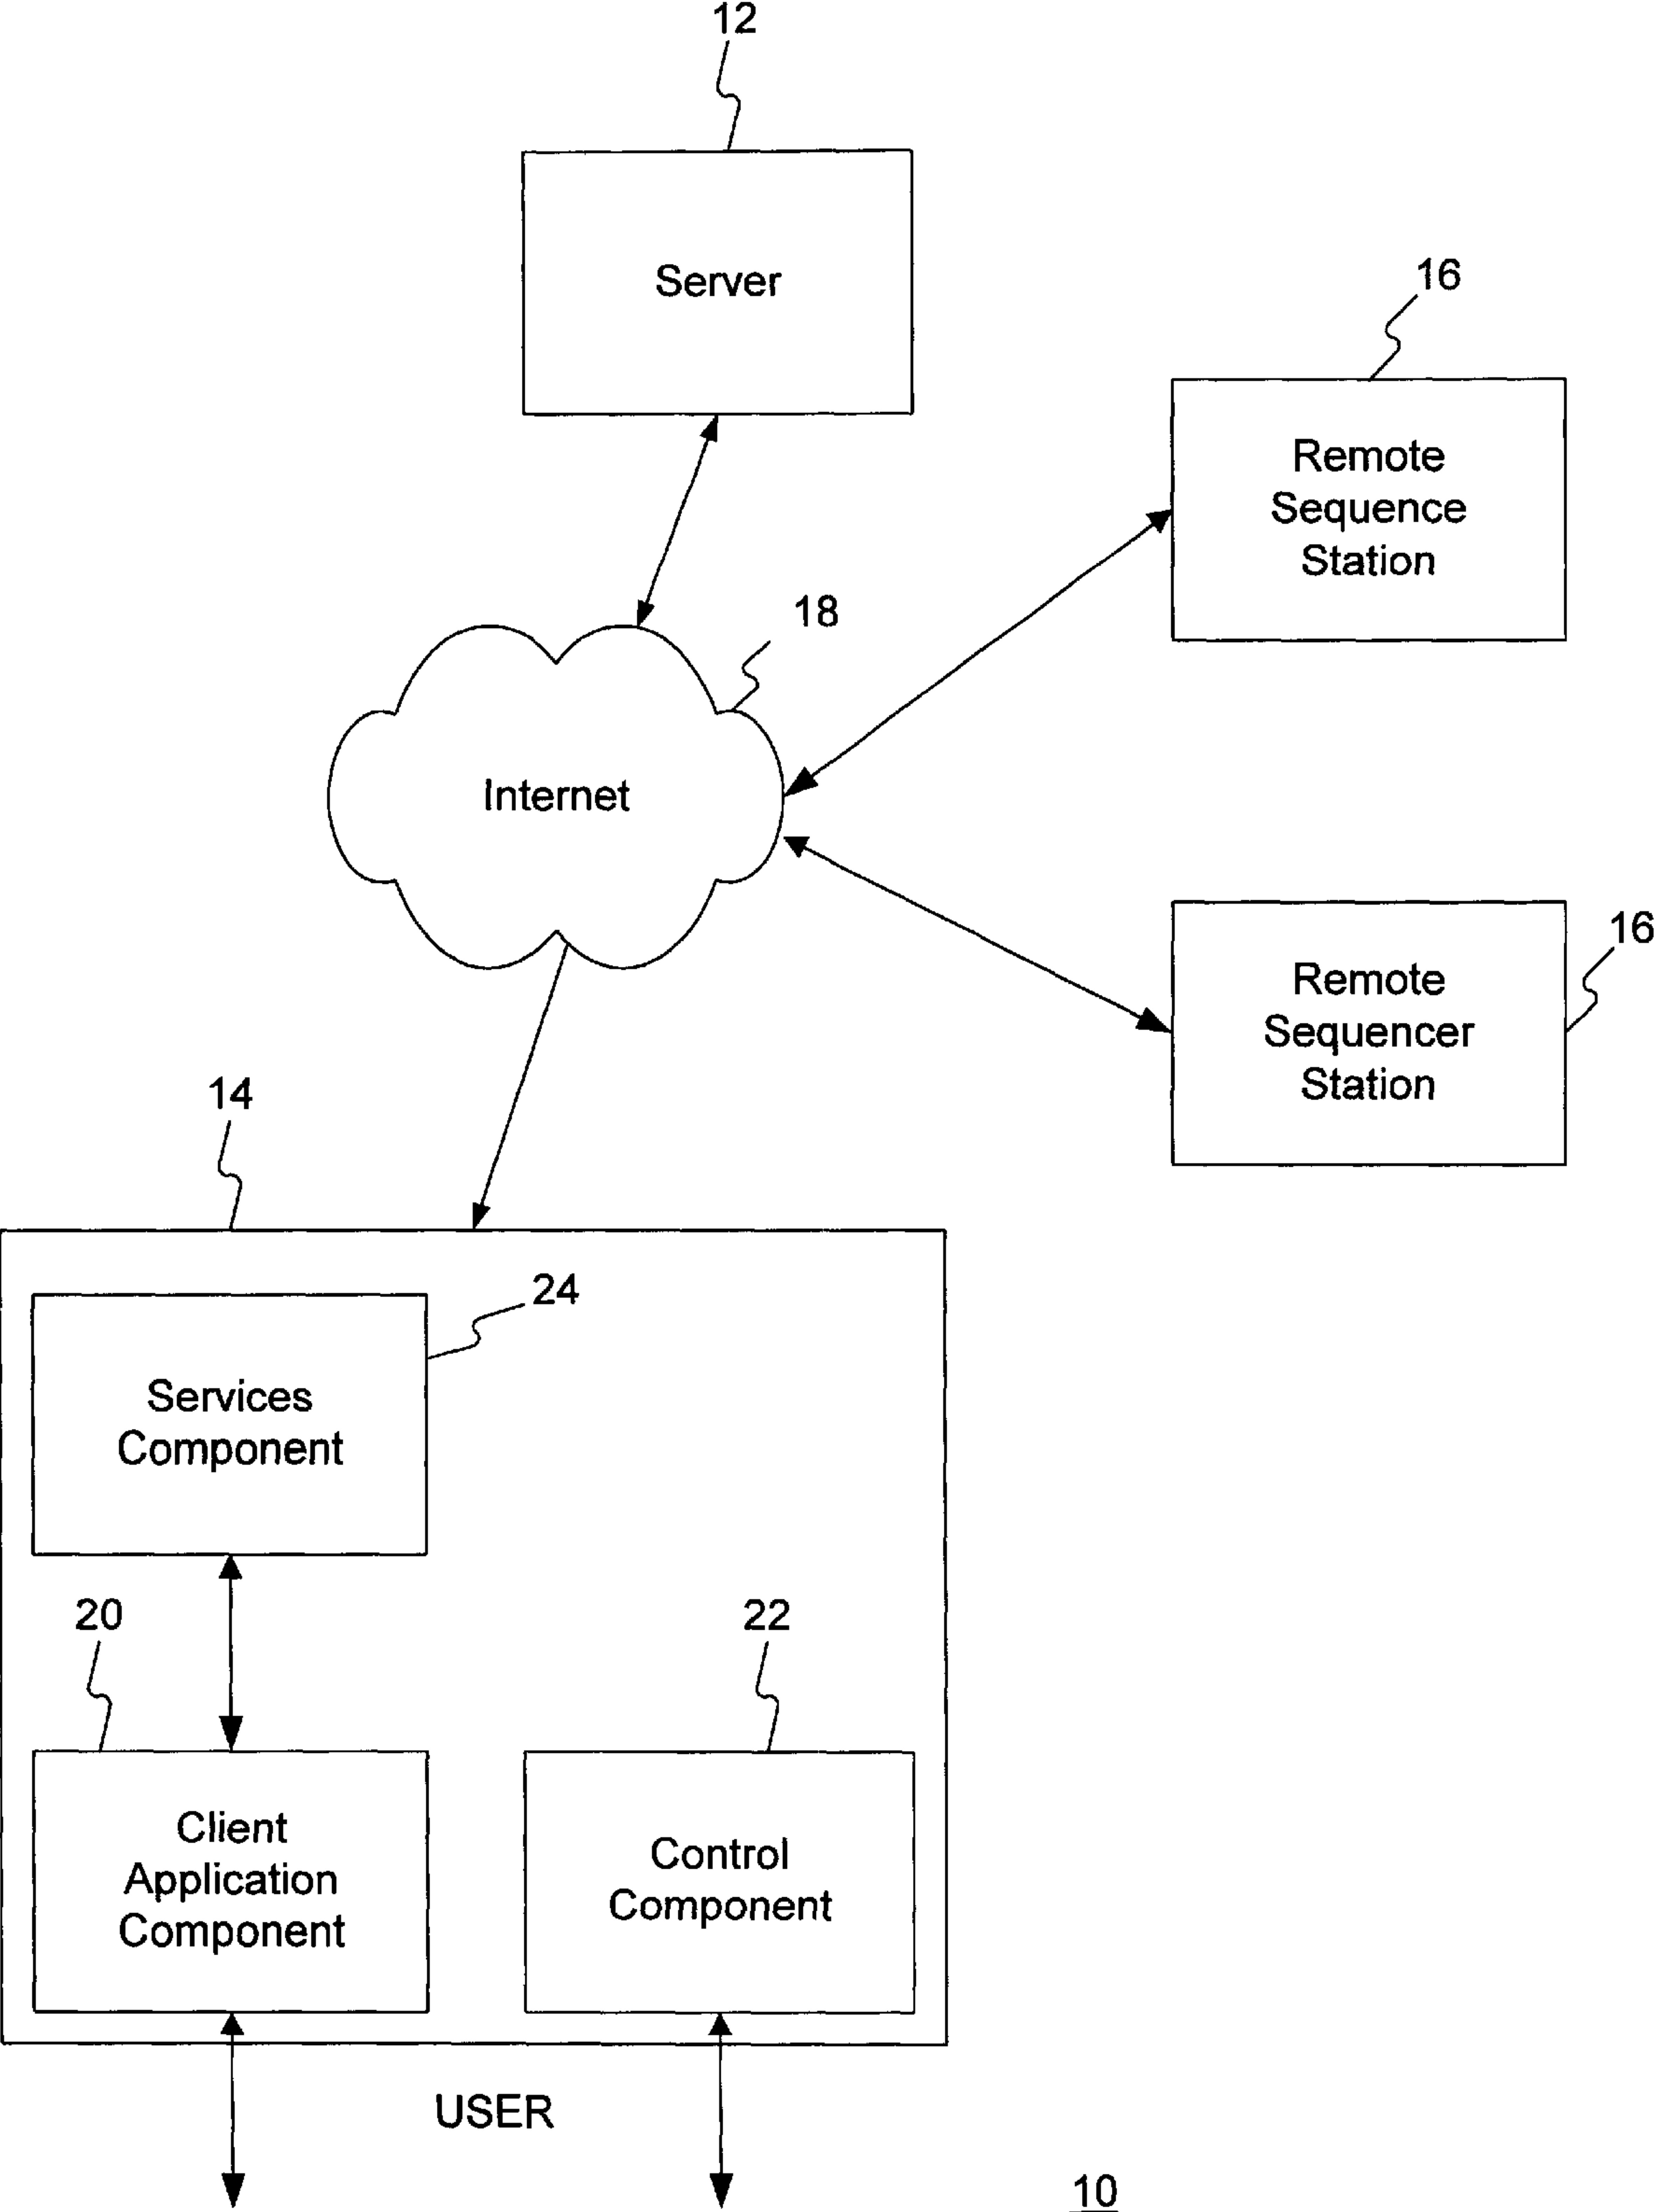 12
Server
16
Remote
Sequence
Station
18
Internet
16
Remote
Sequencer
Station
14
24
Services
Component
20
22
Client
Application
Component
Control
Component
USER
10